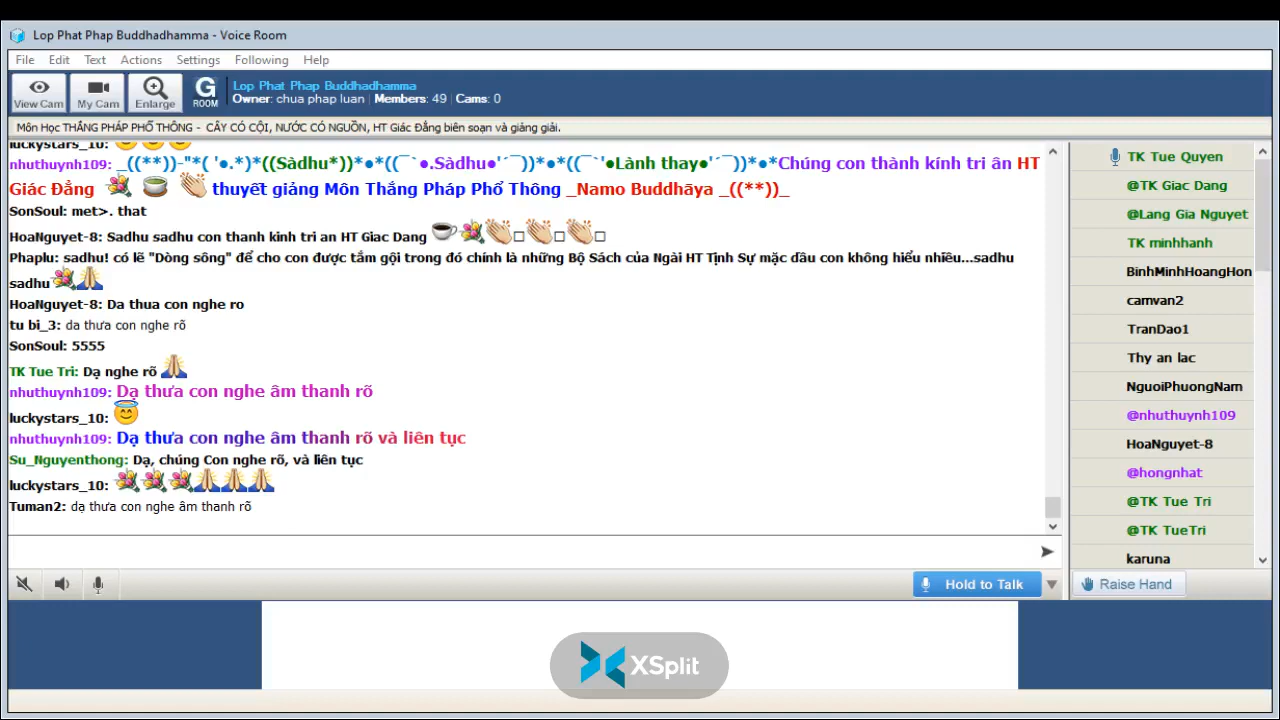 Lop Phat Phap Buddhadhamma - Voice Room
File Edit Text Actions Settings Following Help
View Cam My Cam Enlarge G ROOM
Lop Phat Phap Buddhadhamma
Owner: chua phap luan | Members: 49 | Cams: 0
Môn Học THẮNG PHÁP PHỔ THÔNG - CÂY CÓ CỘI, NƯỚC CÓ NGUỒN, HT Giác Đẳng biên soạn và giảng giải.
luckystars_10:
nhuthuynh109: _((**))-"*( '●.*)*((Sàdhu*))*●*((¯`●.Sàdhu●'´¯))*●*((¯`'●Lành thay●'´¯))*●*Chúng con thành kính tri ân HT
Giác Đẳng thuyết giảng Môn Thắng Pháp Phổ Thông _Namo Buddhāya _((**))_
SonSoul: met>. that
HoaNguyet-8: Sadhu sadhu con thanh kinh tri an HT Giac Dang
Phaplu: sadhu! có lẽ "Dòng sông" để cho con được tắm gội trong đó chính là những Bộ Sách của Ngài HT Tịnh Sự mặc dầu con không hiểu nhiều...sadhu
sadhu
HoaNguyet-8: Da thua con nghe ro
tu bi_3: da thưa con nghe rõ
SonSoul: 5555
TK Tue Tri: Dạ nghe rõ
nhuthuynh109: Dạ thưa con nghe âm thanh rõ
luckystars_10:
nhuthuynh109: Dạ thưa con nghe âm thanh rõ và liên tục
Su_Nguyenthong: Dạ, chúng Con nghe rõ, và liên tục
luckystars_10:
Tuman2: dạ thưa con nghe âm thanh rõ
TK Tue Quyen
@TK Giac Dang
@Lang Gia Nguyet
TK minhhanh
BinhMinhHoangHon
camvan2
TranDao1
Thy an lac
NguoiPhuongNam
@nhuthuynh109
HoaNguyet-8
@hongnhat
@TK Tue Tri
@TK TueTri
karuna
Hold to Talk
Raise Hand
XSplit